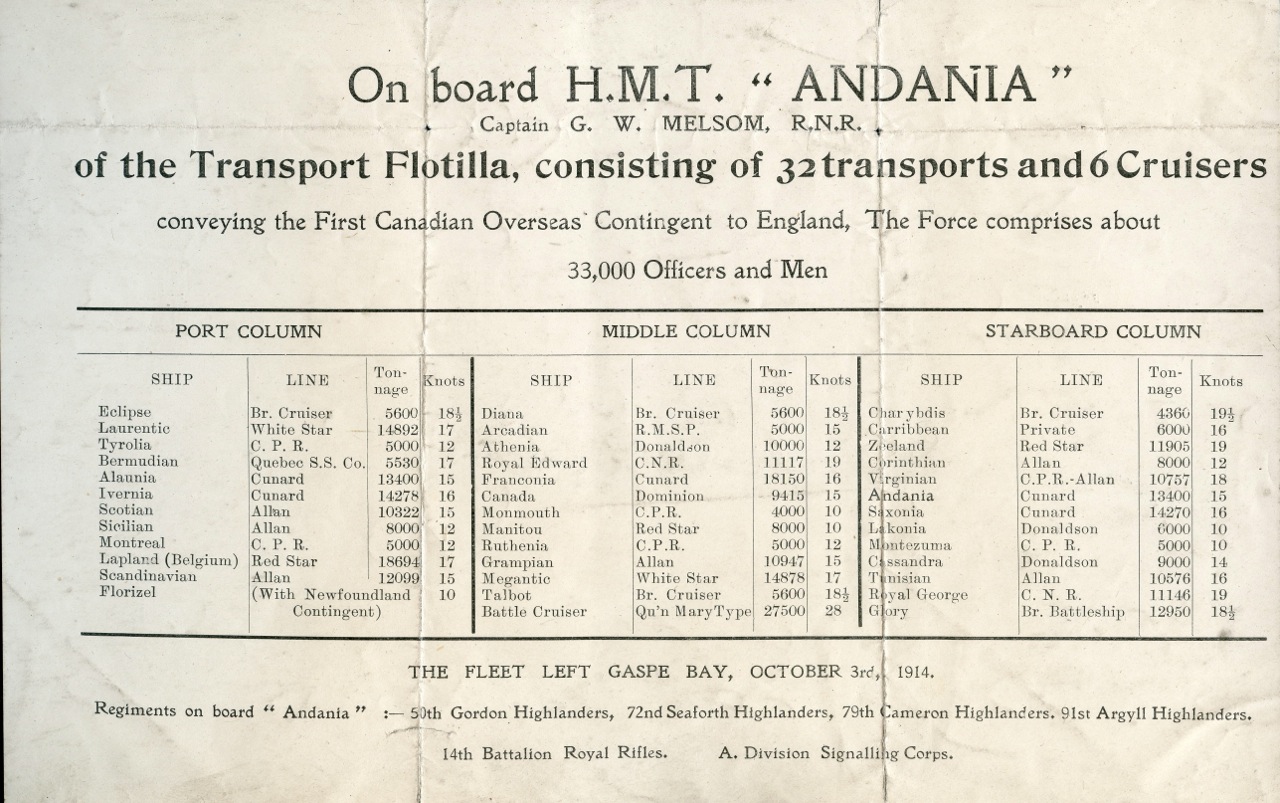 On board H.M.T. “ ANDANIA ”
Captain G. W. MELSOM, R.N.R.
of the Transport Flotilla, consisting of 32 transports and 6 Cruisers
conveying the First Canadian Overseas Contingent to England, The Force comprises about
33,000 Officers and Men
PORT COLUMN MIDDLE COLUMN STARBOARD COLUMN
SHIP LINE Ton-nage Knots SHIP LINE Ton-nage Knots SHIP LINE Ton-nage Knots
Eclipse Br. Cruiser 5600 18½ Diana Br. Cruiser 5600 18½ Charybdis Br. Cruiser 4360 19½
Laurentic White Star 14892 17 Arcadian R.M.S.P. 5000 15 Carribbean Private 6000 16
Tyrolia C. P. R. 5000 12 Athenia Donaldson 10000 12 Zeeland Red Star 11905 19
Bermudian Quebec S.S. Co. 5530 17 Royal Edward C.N.R. 11117 19 Corinthian Allan 8000 12
Alaunia Cunard 13400 15 Franconia Cunard 18150 16 Virginian C.P.R.-Allan 10757 18
Ivernia Cunard 14278 16 Canada Dominion 9415 15 Andania Cunard 13400 15
Scotian Allan 10322 15 Monmouth C.P.R. 4000 10 Saxonia Cunard 14270 16
Sicilian Allan 8000 12 Manitou Red Star 8000 10 Lakonia Donaldson 6000 10
Montreal C. P. R. 5000 12 Ruthenia C.P.R. 5000 12 Montezuma C. P. R. 5000 10
Lapland (Belgium) Red Star 18694 17 Grampian Allan 10947 15 Cassandra Donaldson 9000 14
Scandinavian Allan 12099 15 Megantic White Star 14878 17 Tunisian Allan 10576 16
Florizel (With Newfoundland 10 Talbot Br. Cruiser 5600 18½ Royal George C. N. R. 11146 19
Contingent) Battle Cruiser Qu'n Mary Type 27500 28 Glory Br. Battleship 12950 18½
THE FLEET LEFT GASPE BAY, OCTOBER 3rd, 1914.
Regiments on board “ Andania ” :— 50th Gordon Highlanders, 72nd Seaforth Highlanders, 79th Cameron Highlanders. 91st Argyll Highlanders.
14th Battalion Royal Rifles. A. Division Signalling Corps.